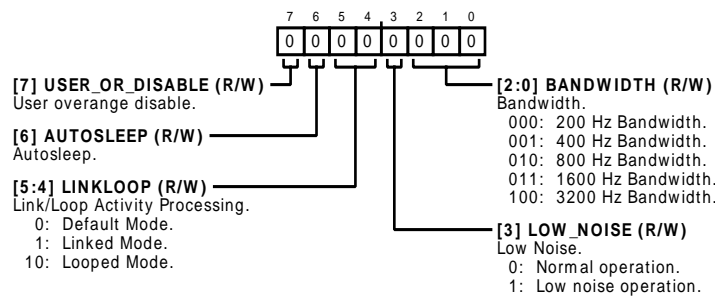 7 6 5 4 3 2 1 0
0 0 0 0 0 0 0 0
[7] USER_OR_DISABLE (R/W)
User overange disable.
[6] AUTOSLEEP (R/W)
Autosleep.
[5:4] LINKLOOP (R/W)
Link/Loop Activity Processing.
0: Default Mode.
1: Linked Mode.
10: Looped Mode.
[2:0] BANDWIDTH (R/W)
Bandwidth.
000: 200 Hz Bandwidth.
001: 400 Hz Bandwidth.
010: 800 Hz Bandwidth.
011: 1600 Hz Bandwidth.
100: 3200 Hz Bandwidth.
[3] LOW_NOISE (R/W)
Low Noise.
0: Normal operation.
1: Low noise operation.